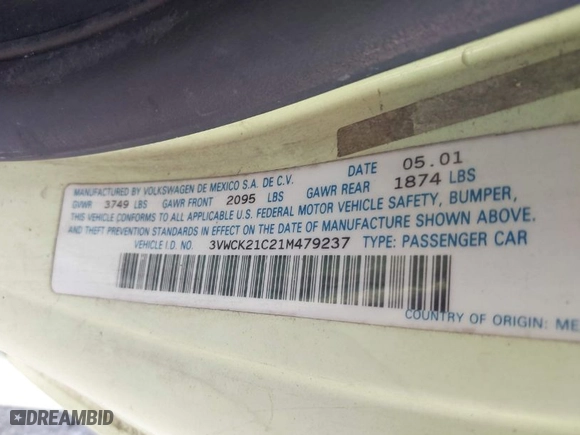 MANUFACTURED BY VOLKSWAGEN DE MEXICO S.A. DE C.V. DATE 05.01
GVWR 3749 LBS GAWR FRONT 2095 LBS GAWR REAR 1874 LBS
THIS VEHICLE CONFORMS TO ALL APPLICABLE U.S. FEDERAL MOTOR VEHICLE SAFETY, BUMPER,
AND THEFT PREVENTION STANDARDS IN EFFECT ON THE DATE OF MANUFACTURE SHOWN ABOVE.
VEHICLE I.D. NO. 3VWCK21C21M479237 TYPE: PASSENGER CAR
COUNTRY OF ORIGIN: ME
DREAMBID